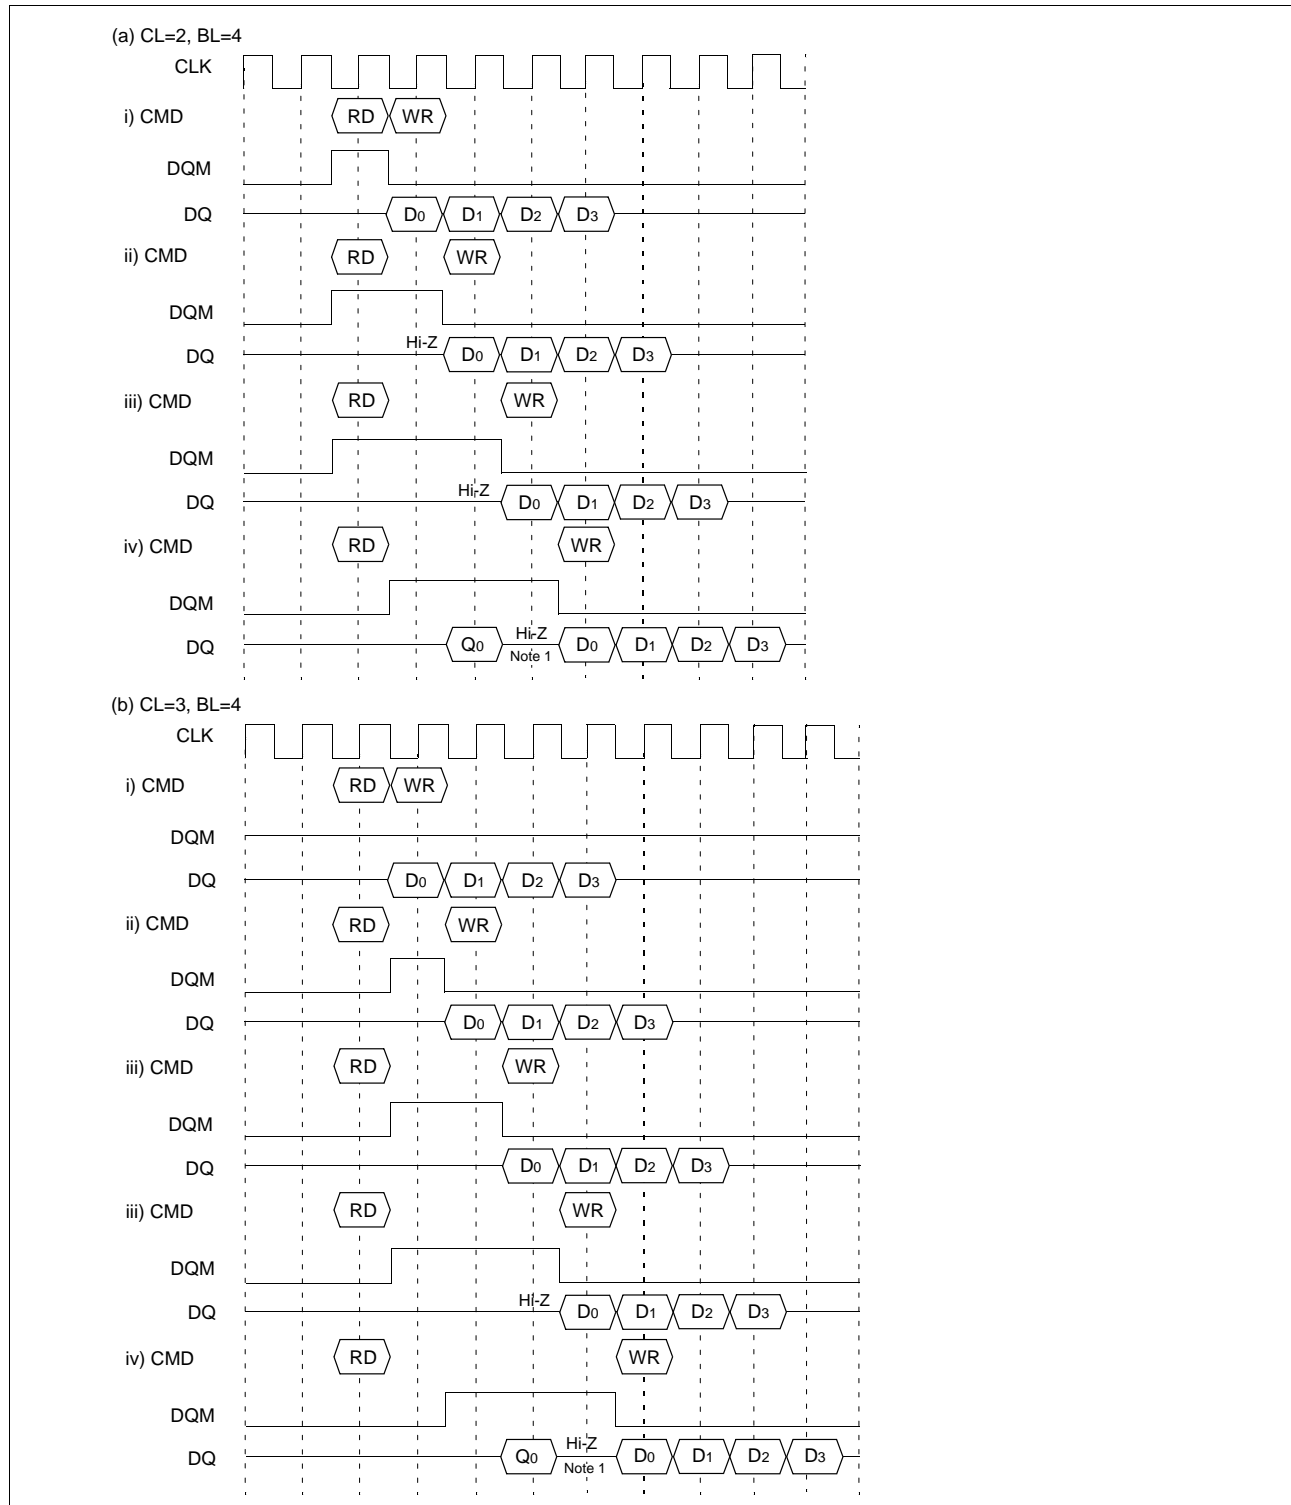 (a) CL=2, BL=4
CLK
i) CMD RD WR
DQM
DQ D0 D1 D2 D3
ii) CMD RD WR
DQM
Hi-Z
DQ D0 D1 D2 D3
iii) CMD RD WR
DQM
Hi-Z
DQ D0 D1 D2 D3
iv) CMD RD WR
DQM
DQ Q0 Hi-Z D0 D1 D2 D3
Note 1
(b) CL=3, BL=4
CLK
i) CMD RD WR
DQM
DQ D0 D1 D2 D3
ii) CMD RD WR
DQM
DQ D0 D1 D2 D3
iii) CMD RD WR
DQM
DQ D0 D1 D2 D3
iii) CMD RD WR
DQM
Hi-Z
DQ D0 D1 D2 D3
iv) CMD RD WR
DQM
Hi-Z
DQ Q0 D0 D1 D2 D3
Note 1